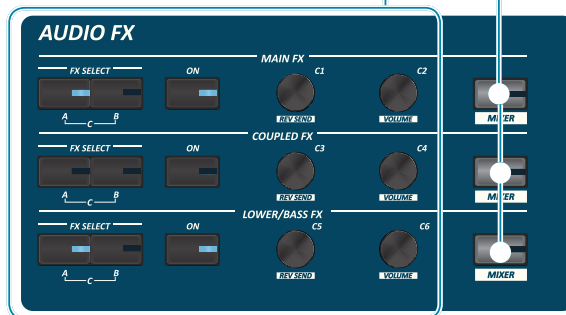 AUDIO FX
MAIN FX
FX SELECT ON C1 C2
A C B REV SEND VOLUME MIXER
COUPLED FX
FX SELECT ON C3 C4
A C B REV SEND VOLUME MIXER
LOWER/BASS FX
FX SELECT ON C5 C6
A C B REV SEND VOLUME MIXER